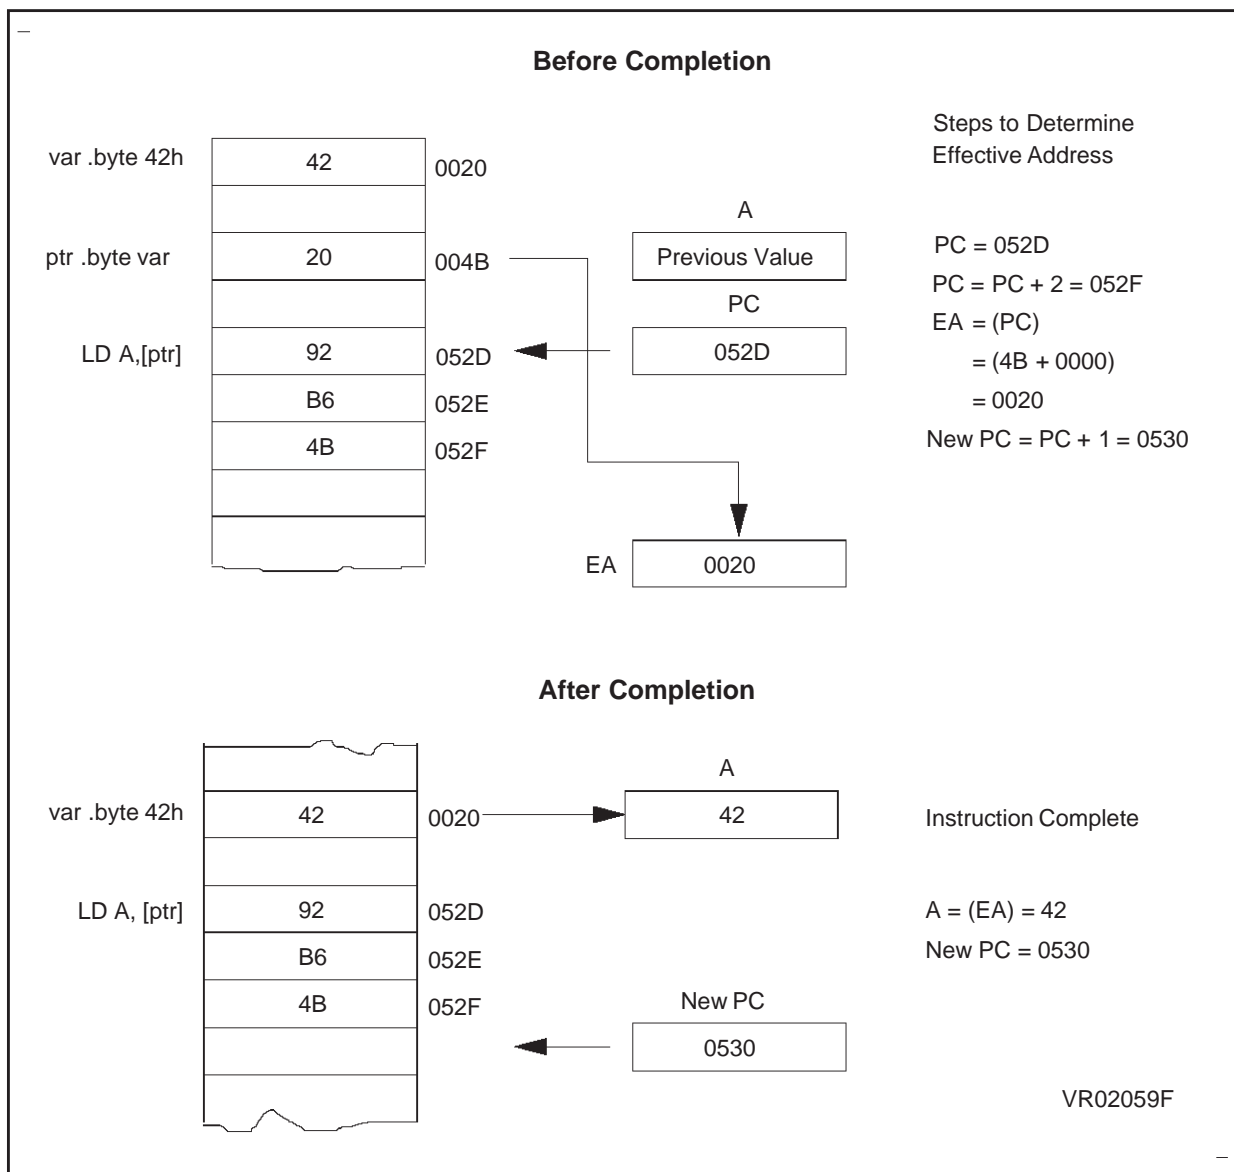 Before Completion
Steps to Determine
Effective Address
var .byte 42h 42 0020
A
ptr .byte var 20 004B Previous Value PC = 052D
PC = PC + 2 = 052F
PC
EA = (PC)
LD A,[ptr] 92 052D 052D = (4B + 0000)
B6 052E = 0020
4B 052F New PC = PC + 1 = 0530
EA 0020
After Completion
A
var .byte 42h 42 0020 42 Instruction Complete
LD A, [ptr] 92 052D A = (EA) = 42
B6 052E New PC = 0530
4B 052F New PC
0530
VR02059F